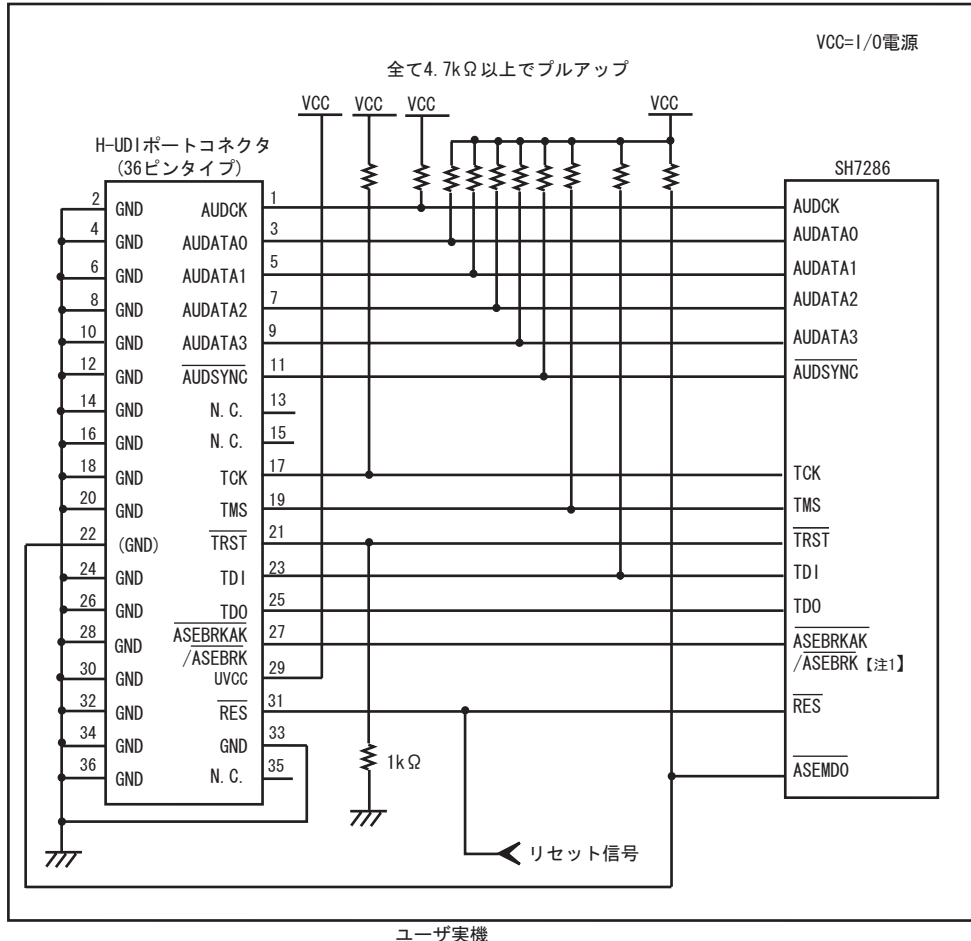 VCC=I/O電源
全て4.7kΩ以上でプルアップ
VCC VCC VCC VCC
H-UDIポートコネクタ
(36ピンタイプ)
SH7286
2 GND AUDCK 1 AUDCK
4 GND AUDATA0 3 AUDATA0
6 GND AUDATA1 5 AUDATA1
8 GND AUDATA2 7 AUDATA2
10 GND AUDATA3 9 AUDATA3
12 GND AUDSYNC 11 AUDSYNC
14 GND N.C. 13
16 GND N.C. 15
18 GND TCK 17 TCK
20 GND TMS 19 TMS
22 (GND) TRST 21 TRST
24 GND TDI 23 TDI
26 GND TDO 25 TDO
28 GND ASEBRKAK 27 ASEBRKAK
/ASEBRK /ASEBRK【注1】
30 GND UVCC 29
32 GND RES 31 RES
34 GND GND 33
36 GND N.C. 35
1kΩ
ASEMD0
リセット信号
ユーザ実機